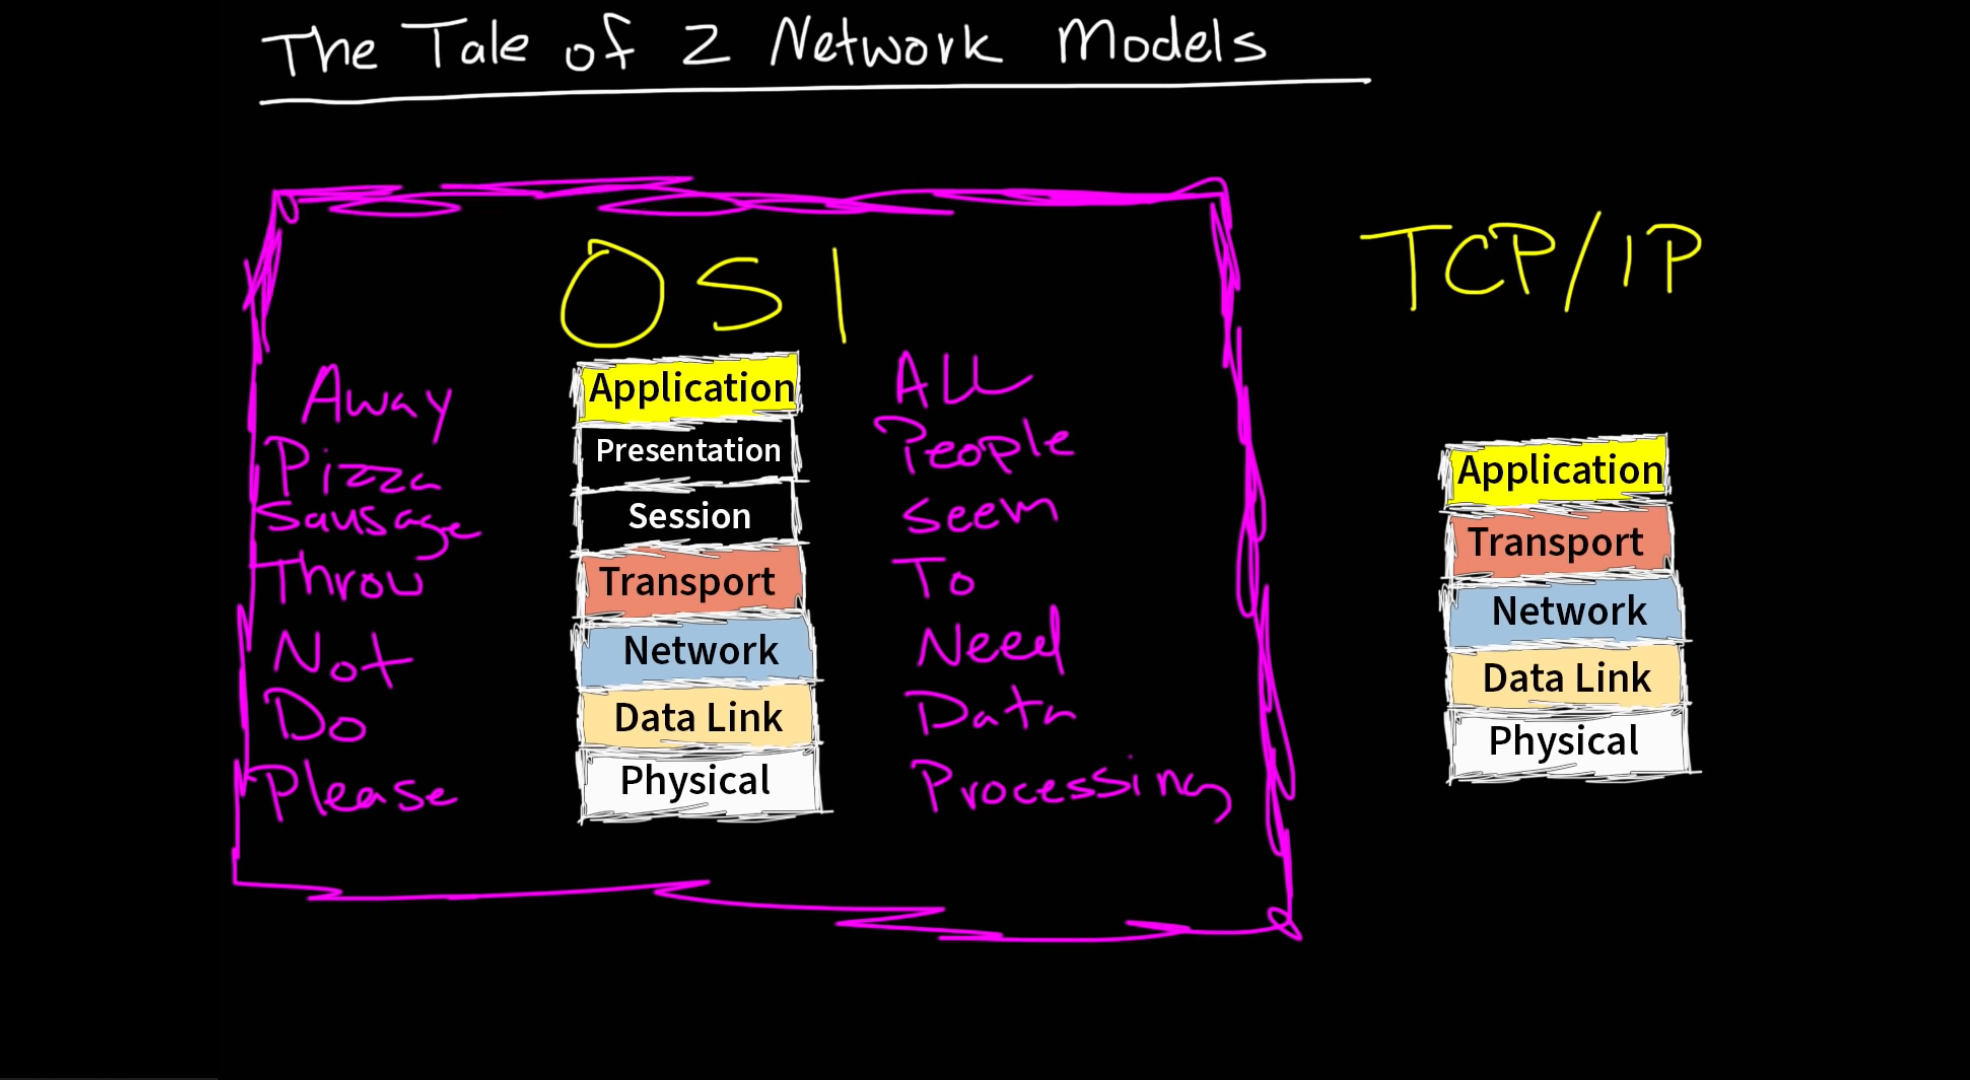 The Tale of 2 Network Models
OSI
Away
Pizza
Sausage
Throw
Not
Do
Please
Application
Presentation
Session
Transport
Network
Data Link
Physical
ALL
People
Seem
To
Need
Data
Processing
TCP/IP
Application
Transport
Network
Data Link
Physical